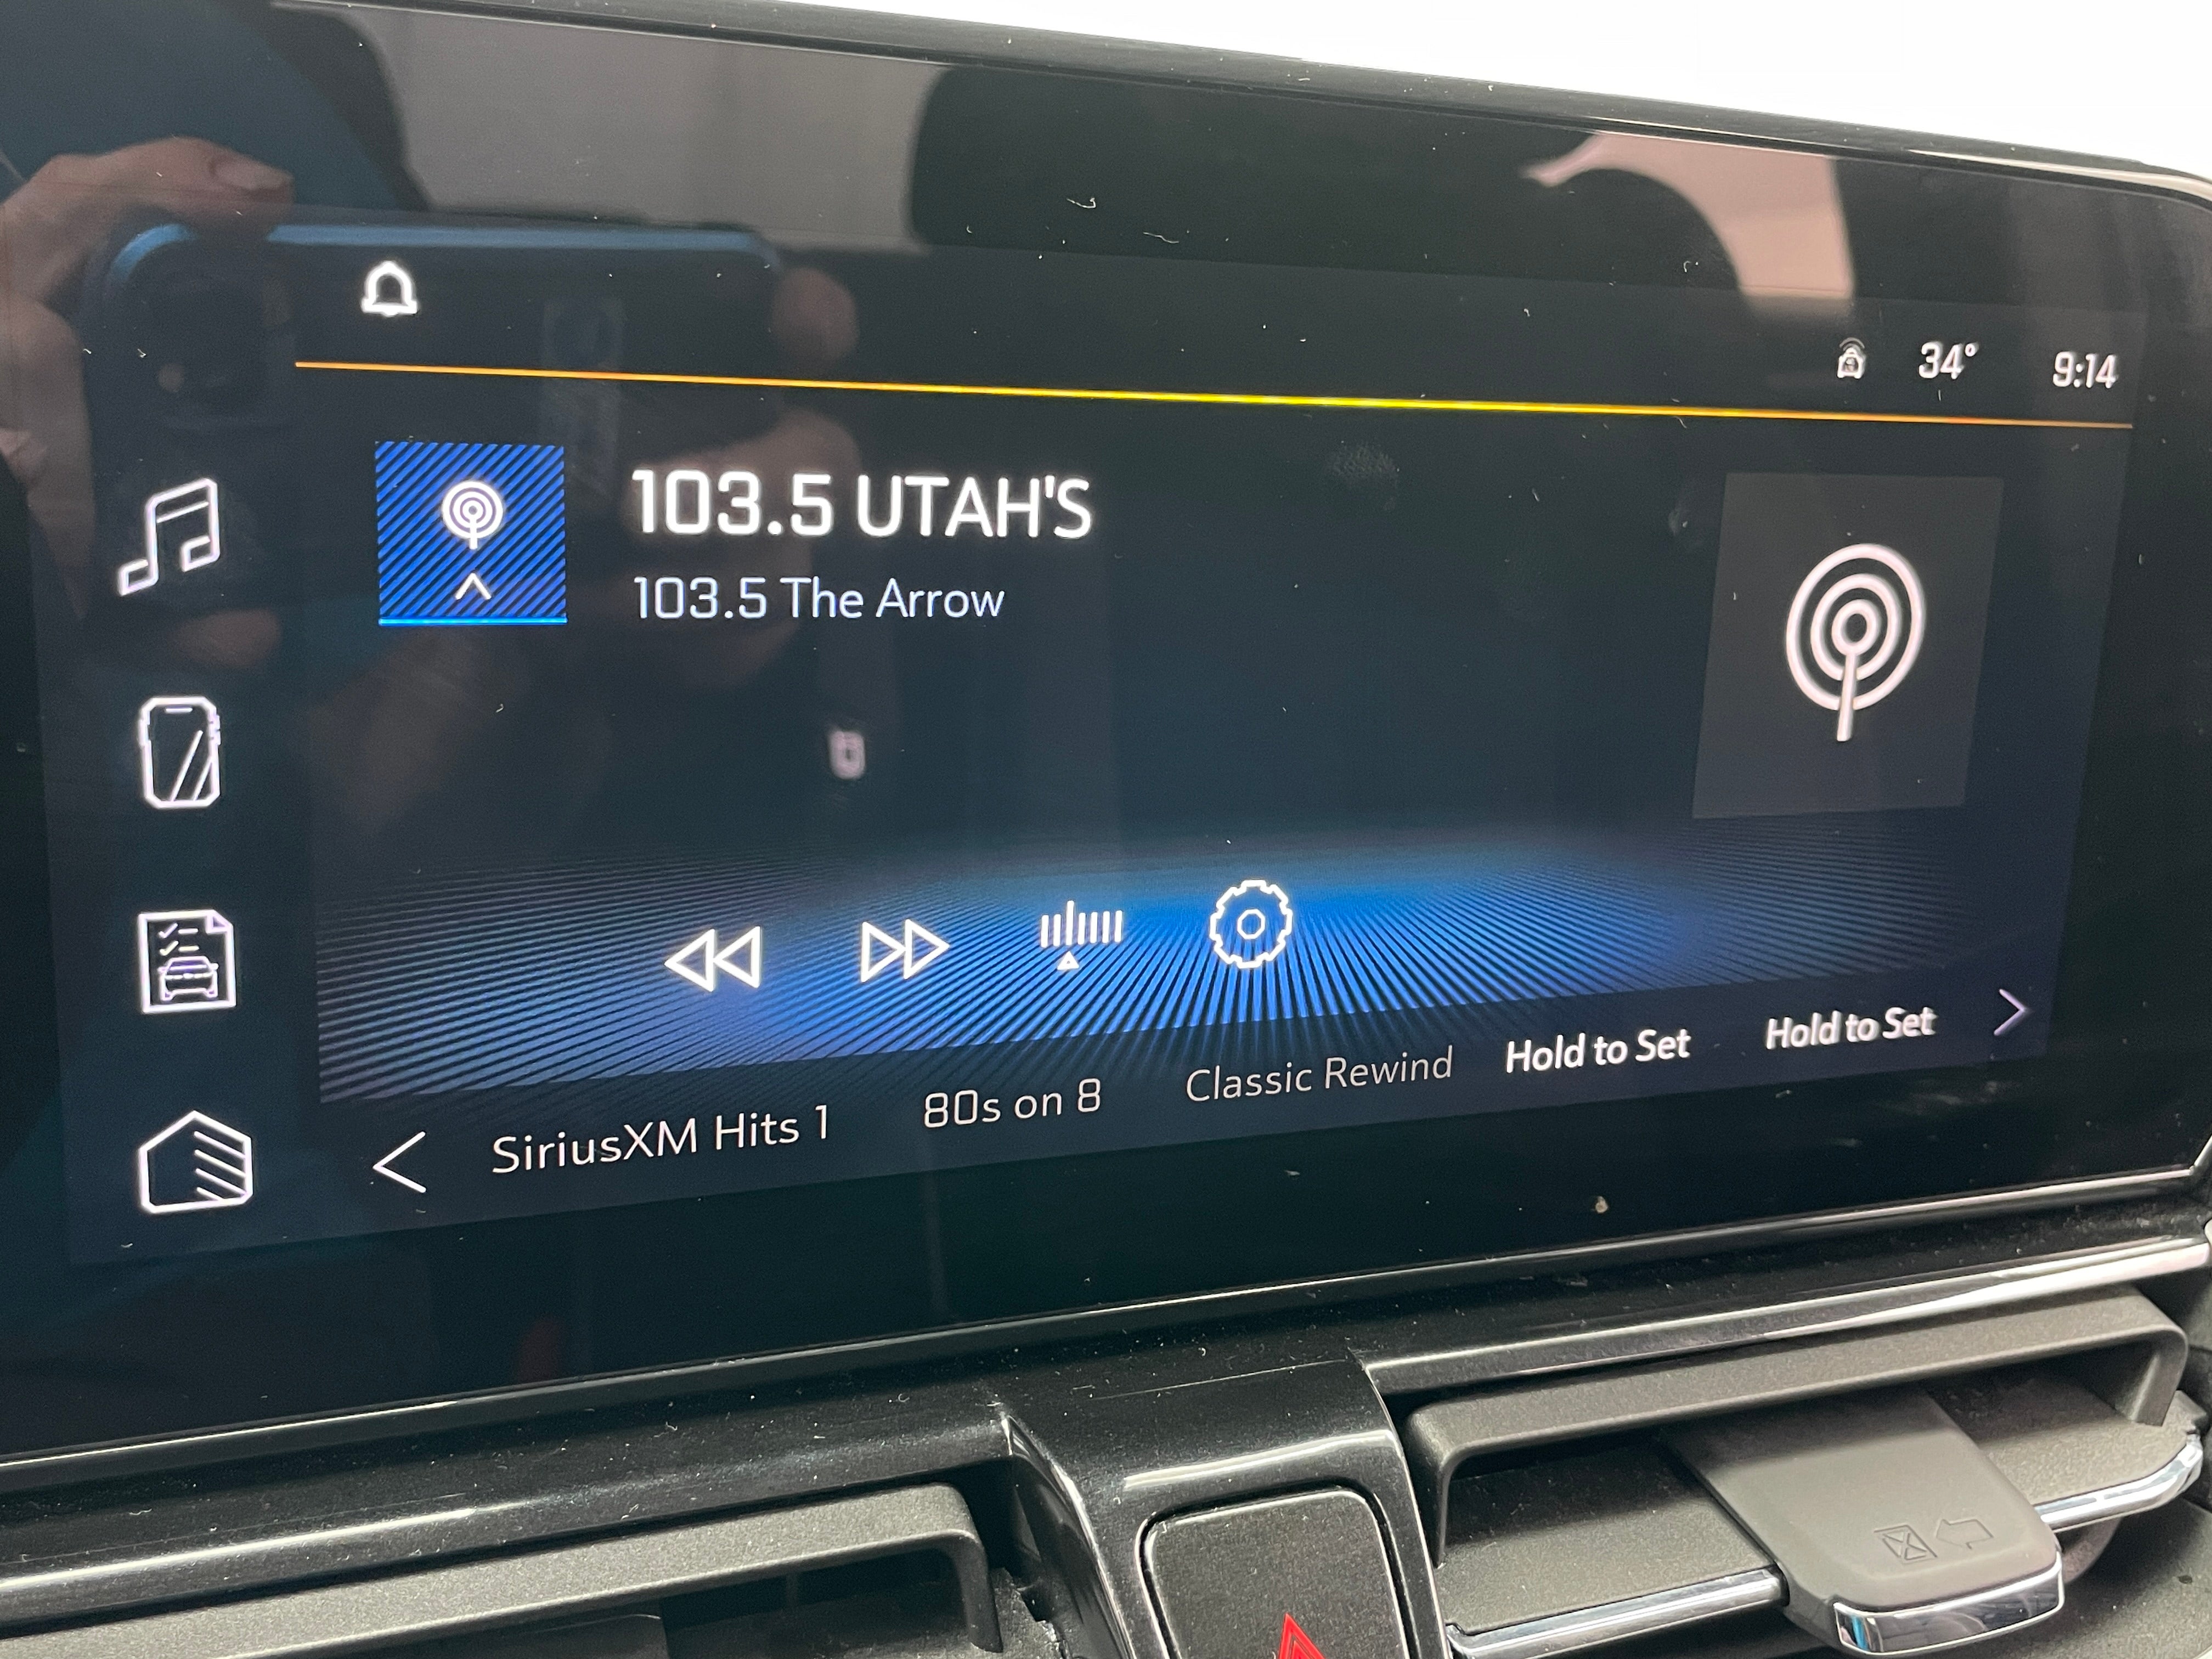 34° 9:14
103.5 UTAH'S
103.5 The Arrow
SiriusXM Hits 1 80s on 8 Classic Rewind Hold to Set Hold to Set